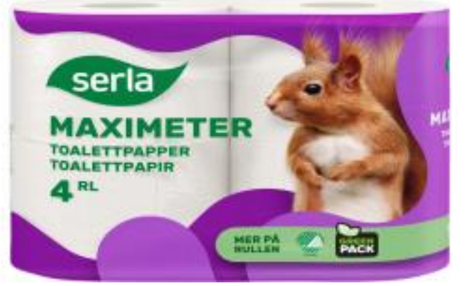 serla
MAXIMETER
TOALETTPAPPER
TOALETTPAPIR
4 RL
MER PÅ
RULLEN
GREEN
PACK